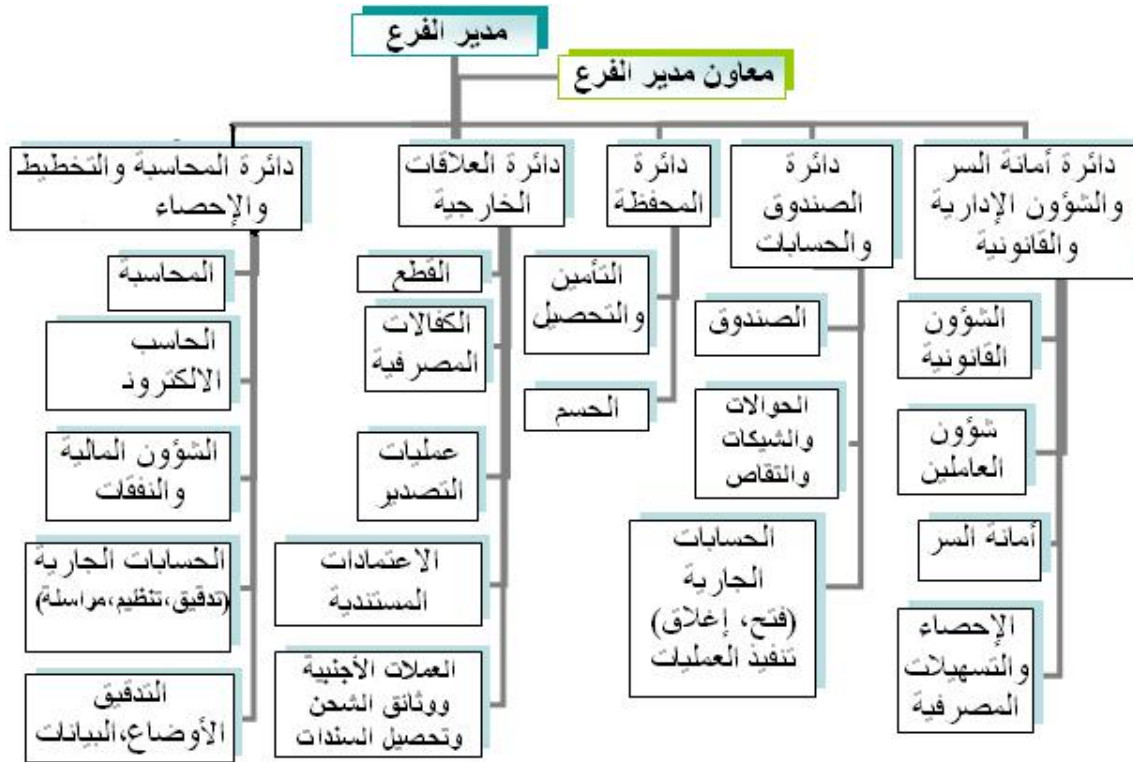 مدير الفرع
معاون مدير الفرع
دائرة أمانة السر
والشؤون الإدارية
والقانونية
الشؤون
القانونية
شؤون
العاملين
أمانة السر
الإحصاء
والتسهيلات
المصرفية
دائرة
الصندوق
والحسابات
الصندوق
الحوالات
والشيكات
والتقاص
الحسابات
الجارية
(فتح، إغلاق)
تنفيذ العمليات
دائرة
المحفظة
التأمين
والتحصيل
الحسم
دائرة العلاقات
الخارجية
القطع
الكفالات
المصرفية
عمليات
التصدير
الاعتمادات
المستندية
العملات الأجنبية
ووثائق الشحن
وتحصيل السندات
دائرة المحاسبة والتخطيط
والإحصاء
المحاسبة
الحاسب
الالكترونـ
الشؤون المالية
والنفقات
الحسابات الجارية
(تدقيق،تنظيم،مراسلة)
التدقيق
الأوضاع،البيانات